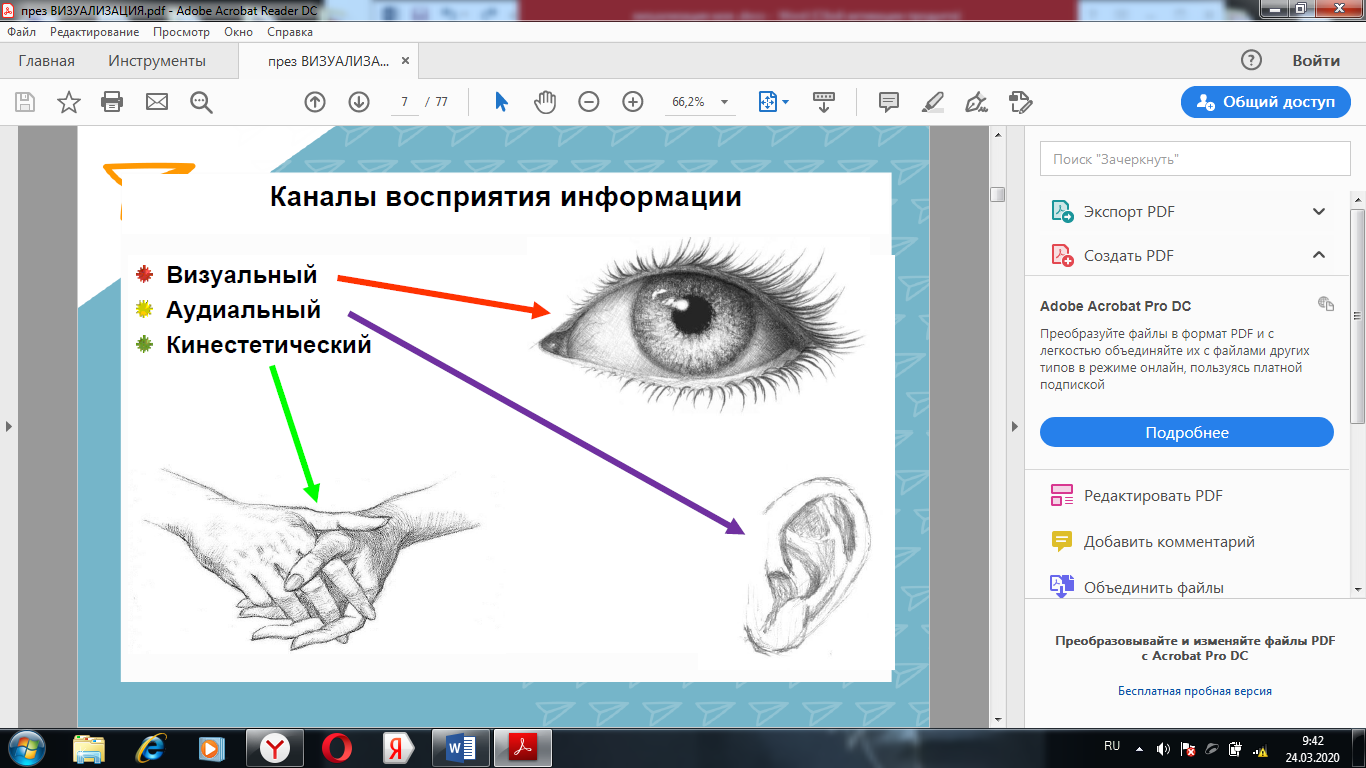 през ВИЗУАЛИЗАЦИЯ.pdf - Adobe Acrobat Reader DC
Файл Редактирование Просмотр Окно Справка
Главная Инструменты през ВИЗУАЛИЗА... × ? Войти
7 / 77 66,2% Общий доступ
Каналы восприятия информации
Визуальный
Аудиальный
Кинестетический
Поиск "Зачеркнуть"
Экспорт PDF
Создать PDF
Adobe Acrobat Pro DC
Преобразуйте файлы в формат PDF и с
легкостью объединяйте их с файлами других
типов в режиме онлайн, пользуясь платной
подпиской
Подробнее
Редактировать PDF
Добавить комментарий
Объединить файлы
Преобразовывайте и изменяйте файлы PDF
с Acrobat Pro DC
Бесплатная пробная версия
RU 9:42
24.03.2020